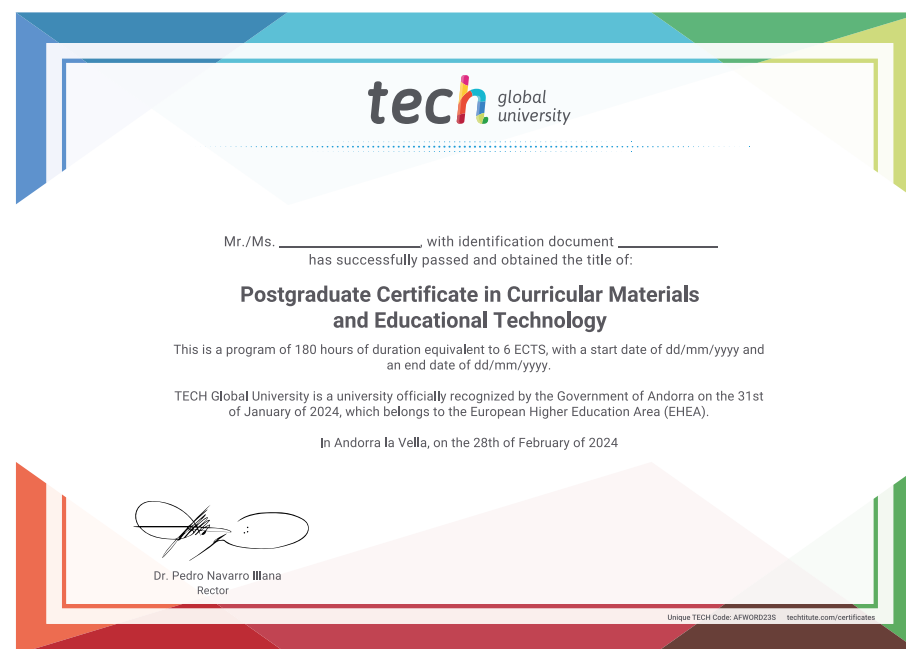 tech global
university
Mr./Ms. ____________________, with identification document ______________
has successfully passed and obtained the title of:
Postgraduate Certificate in Curricular Materials
and Educational Technology
This is a program of 180 hours of duration equivalent to 6 ECTS, with a start date of dd/mm/yyyy and
an end date of dd/mm/yyyy.
TECH Global University is a university officially recognized by the Government of Andorra on the 31st
of January of 2024, which belongs to the European Higher Education Area (EHEA).
In Andorra la Vella, on the 28th of February of 2024
Dr. Pedro Navarro Illana
Rector
Unique TECH Code: AFWORD23S techtitute.com/certificates